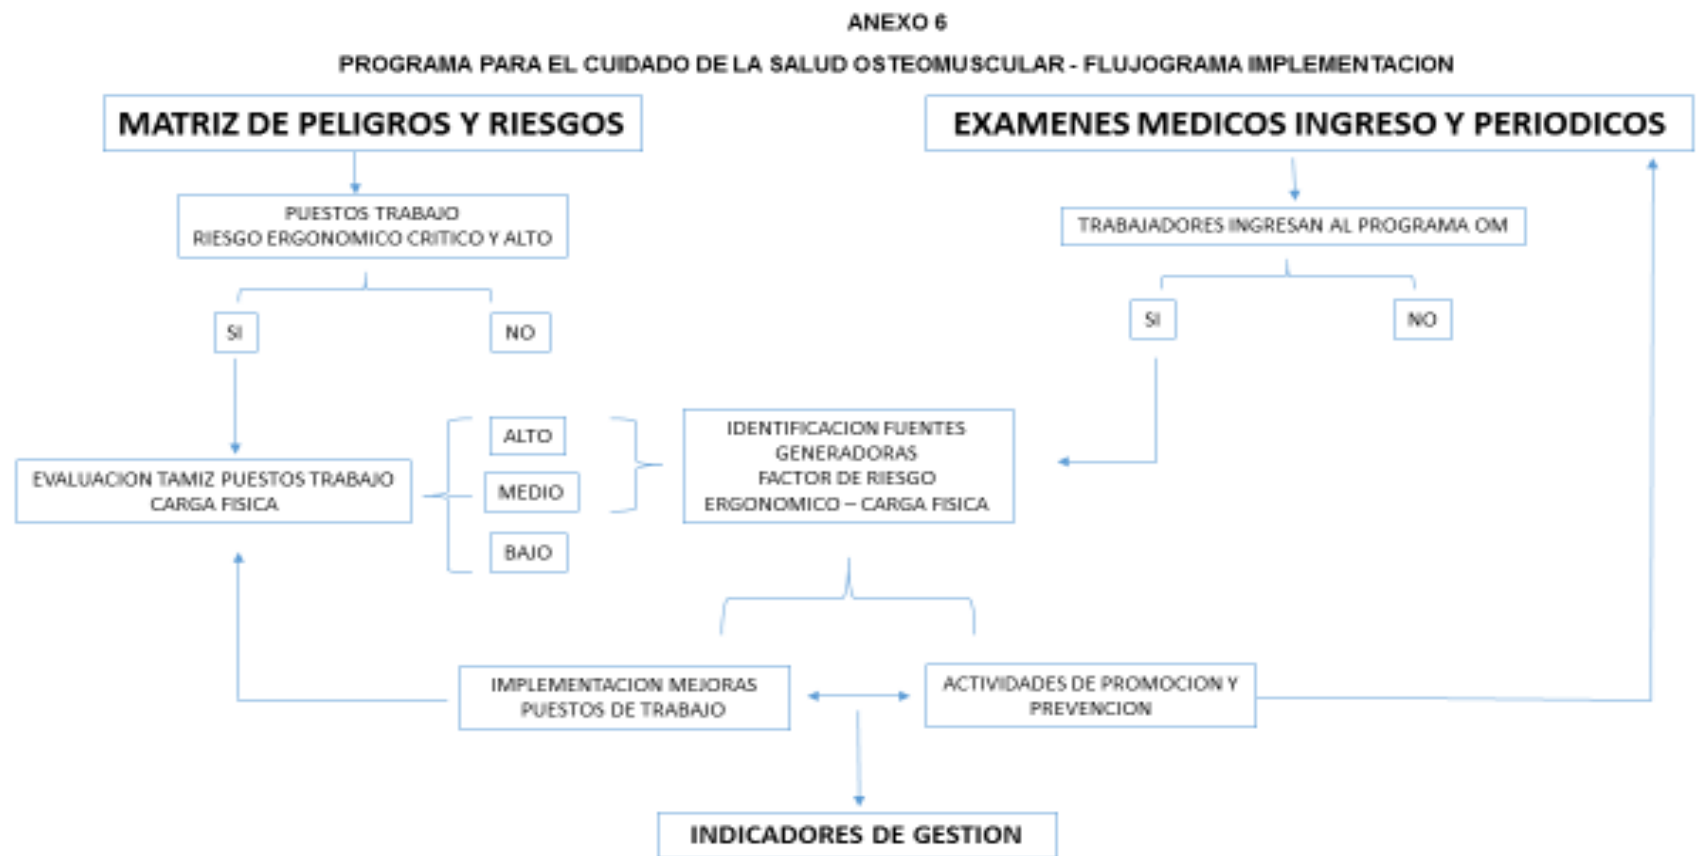 ANEXO 6
PROGRAMA PARA EL CUIDADO DE LA SALUD OSTEOMUSCULAR - FLUJOGRAMA IMPLEMENTACION
MATRIZ DE PELIGROS Y RIESGOS
EXAMENES MEDICOS INGRESO Y PERIODICOS
PUESTOS TRABAJO
RIESGO ERGONOMICO CRITICO Y ALTO
TRABAJADORES INGRESAN AL PROGRAMA OM
SI
NO
SI
NO
EVALUACION TAMIZ PUESTOS TRABAJO
CARGA FISICA
ALTO
MEDIO
BAJO
IDENTIFICACION FUENTES
GENERADORAS
FACTOR DE RIESGO
ERGONOMICO – CARGA FISICA
IMPLEMENTACION MEJORAS
PUESTOS DE TRABAJO
ACTIVIDADES DE PROMOCION Y
PREVENCION
INDICADORES DE GESTION